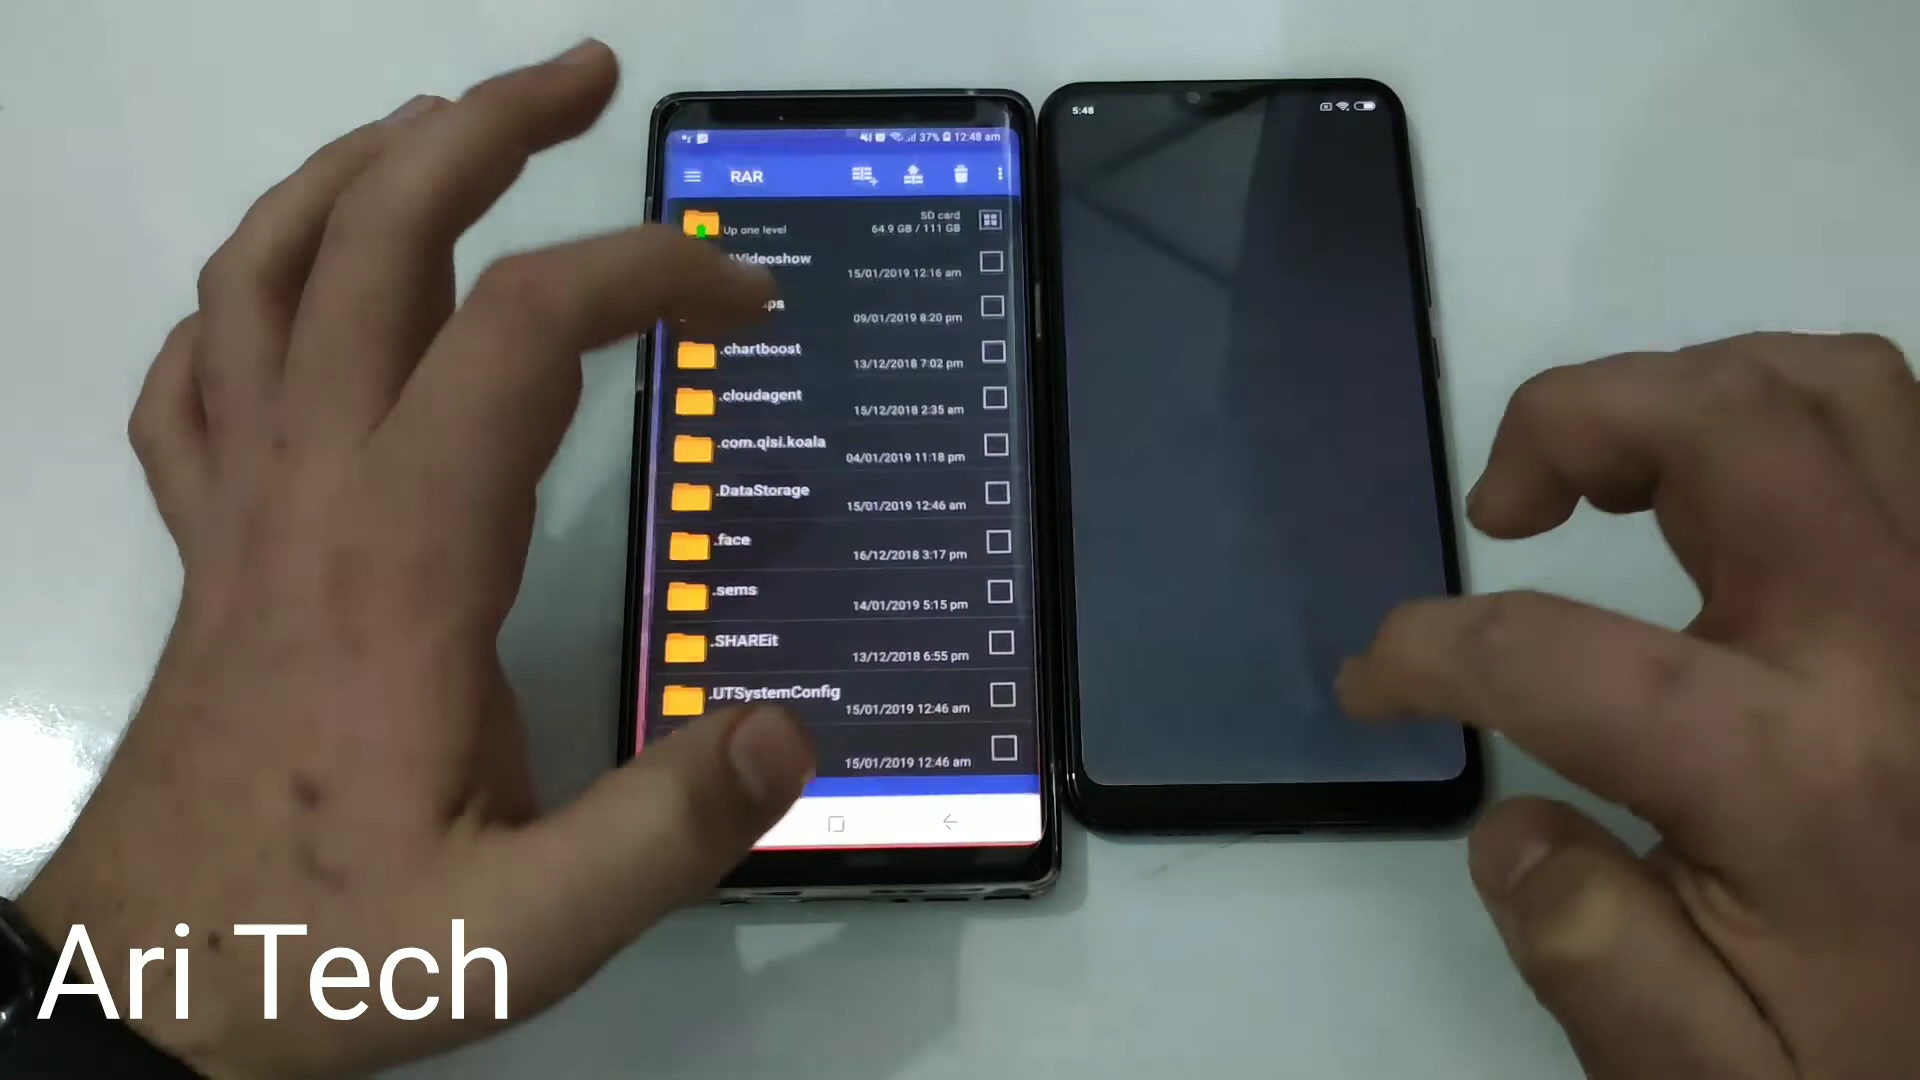 37% 12:48 am
RAR
SD card
Up one level
64.9 GB / 111 GB
Videoshow
15/01/2019 12:16 am
09/01/2019 8:20 pm
.chartboost
13/12/2018 7:02 pm
.cloudagent
15/12/2018 2:35 am
.com.qisi.koala
04/01/2019 11:18 pm
.DataStorage
15/01/2019 12:46 am
.face
16/12/2018 3:17 pm
.sems
14/01/2019 5:15 pm
.SHAREit
13/12/2018 6:55 pm
.UTSystemConfig
15/01/2019 12:46 am
15/01/2019 12:46 am
5:48
Ari Tech